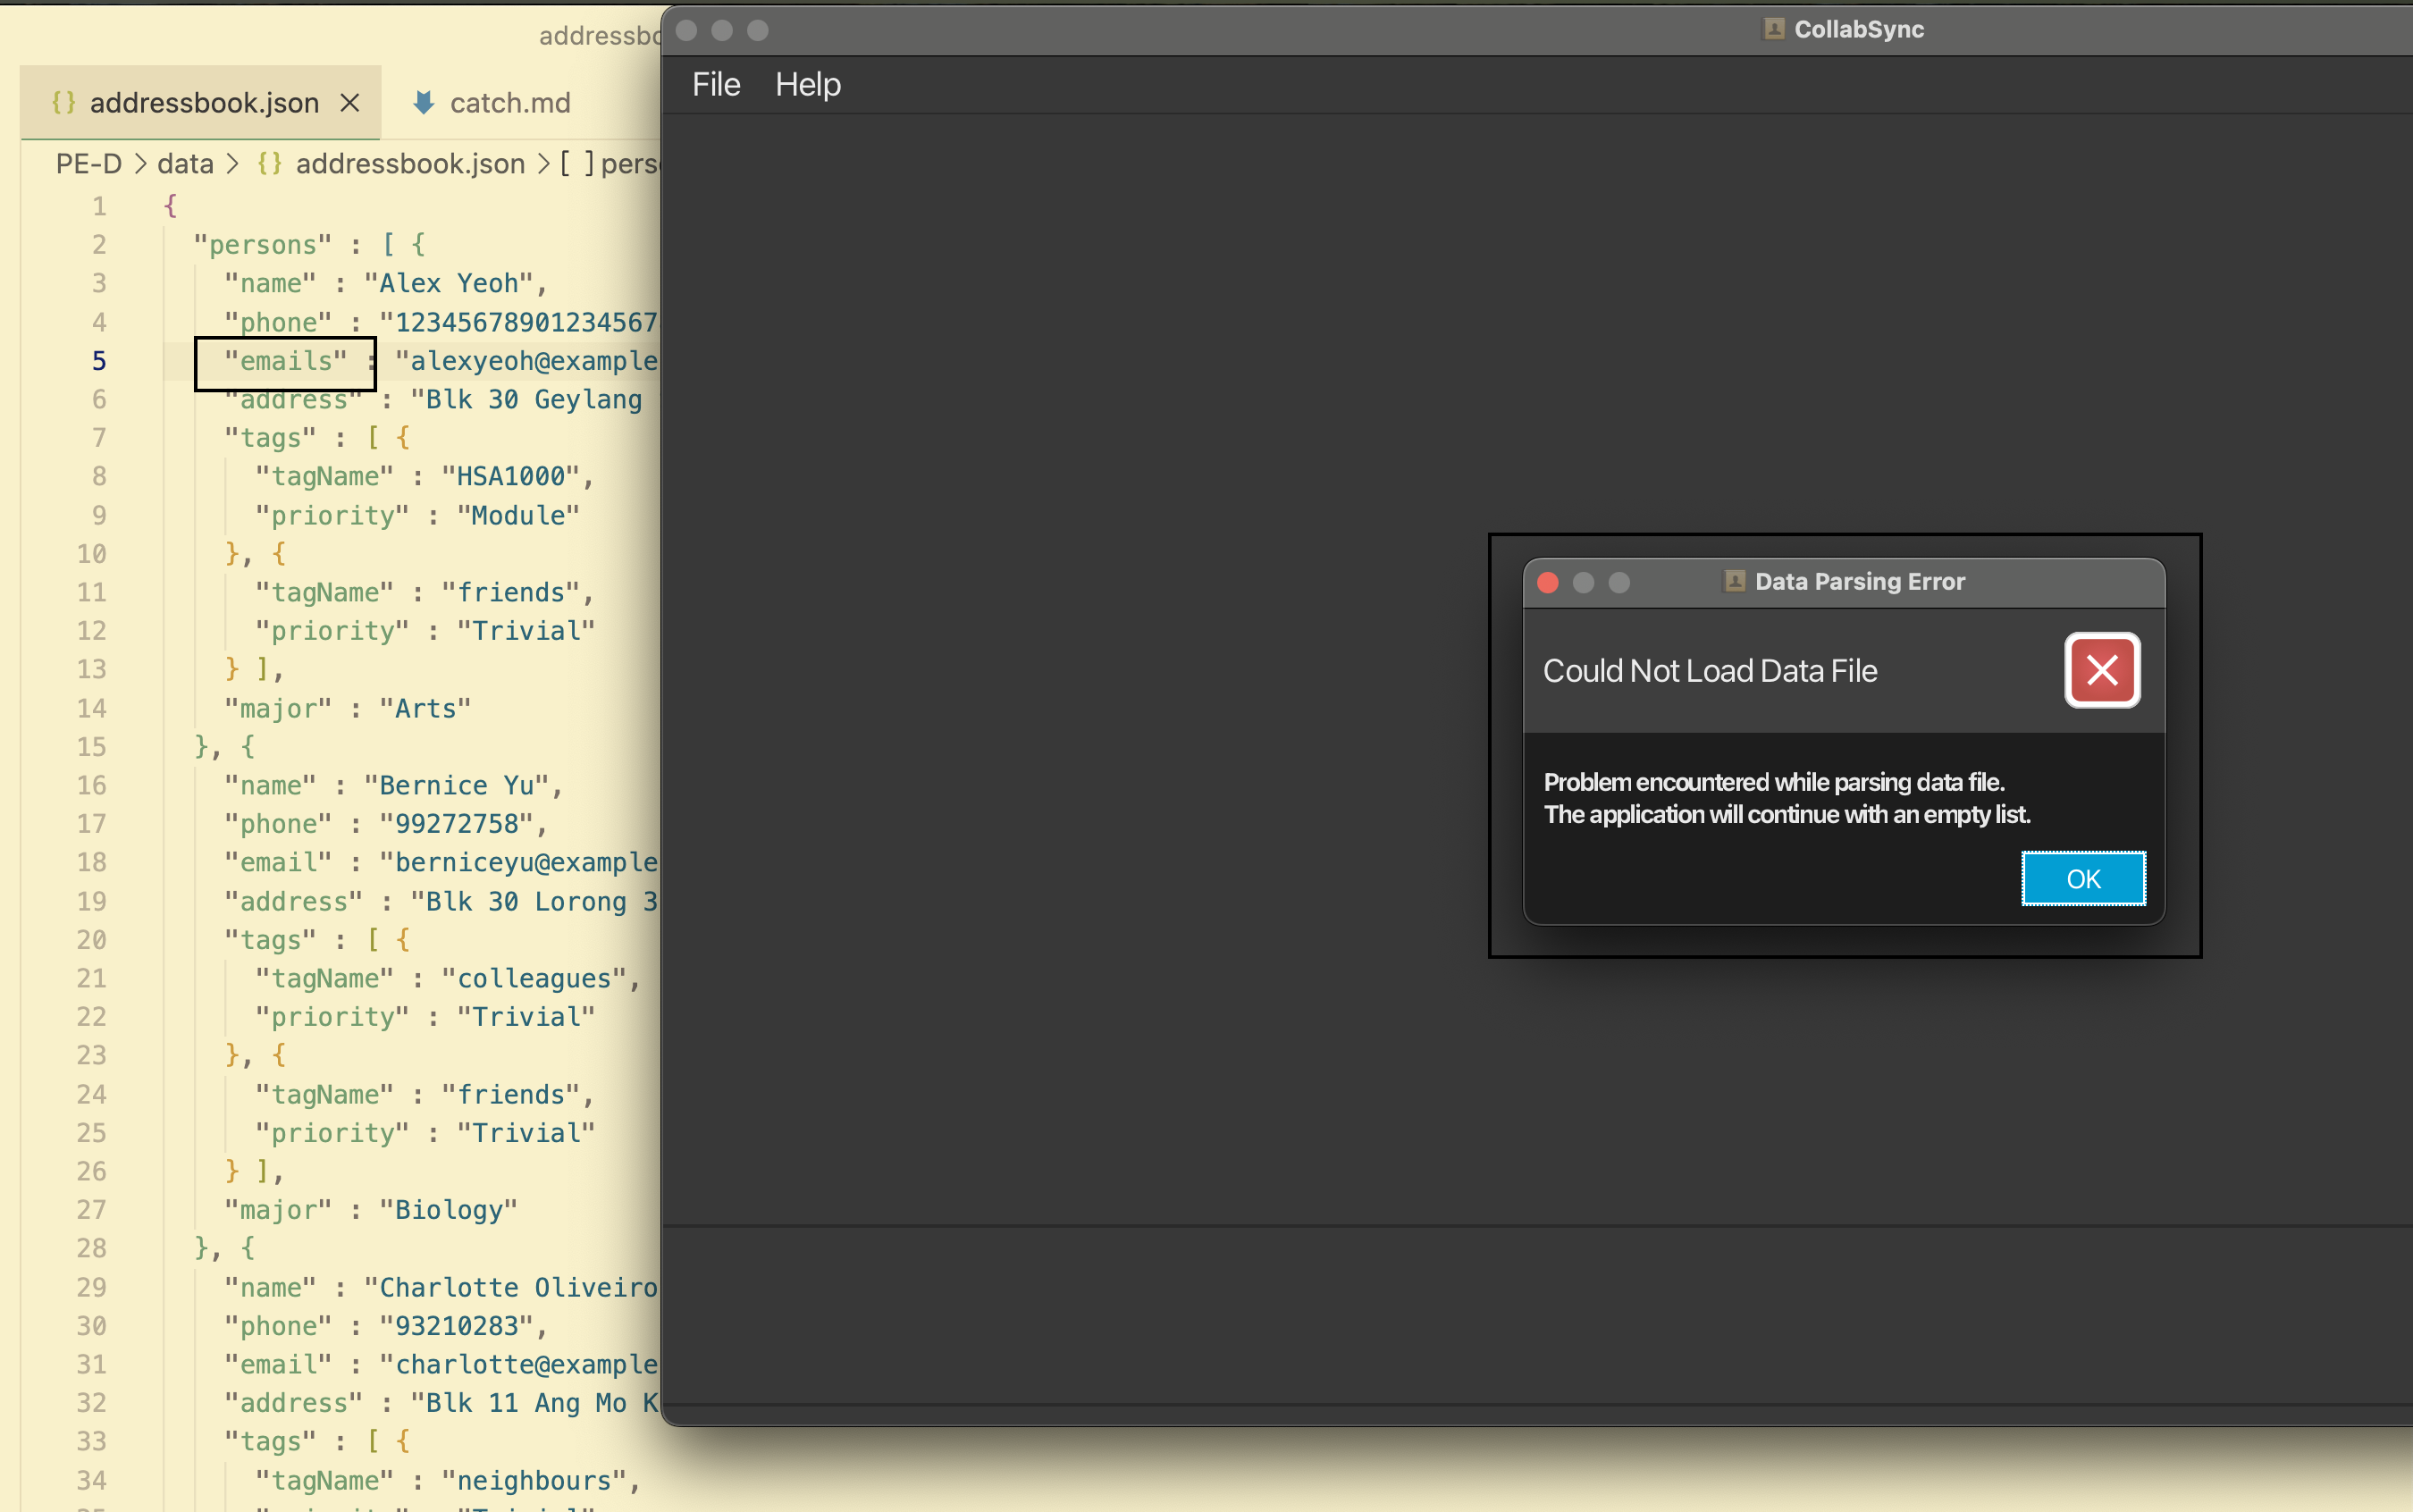 addressbo
addressbook.json
catch.md
PE-D > data > {} addressbook.json > [ ] perso
1 {
2 "persons" : [ {
3 "name" : "Alex Yeoh",
4 "phone" : "12345678901234567
5 "emails" : "alexyeoh@example
6 "address" : "Blk 30 Geylang
7 "tags" : [ {
8 "tagName" : "HSA1000",
9 "priority" : "Module"
10 }, {
11 "tagName" : "friends",
12 "priority" : "Trivial"
13 } ],
14 "major" : "Arts"
15 }, {
16 "name" : "Bernice Yu",
17 "phone" : "99272758",
18 "email" : "berniceyu@example
19 "address" : "Blk 30 Lorong 3
20 "tags" : [ {
21 "tagName" : "colleagues",
22 "priority" : "Trivial"
23 }, {
24 "tagName" : "friends",
25 "priority" : "Trivial"
26 } ],
27 "major" : "Biology"
28 }, {
29 "name" : "Charlotte Oliveiro
30 "phone" : "93210283",
31 "email" : "charlotte@example
32 "address" : "Blk 11 Ang Mo K
33 "tags" : [ {
34 "tagName" : "neighbours",
CollabSync
File Help
Data Parsing Error
Could Not Load Data File
Problem encountered while parsing data file.
The application will continue with an empty list.
OK